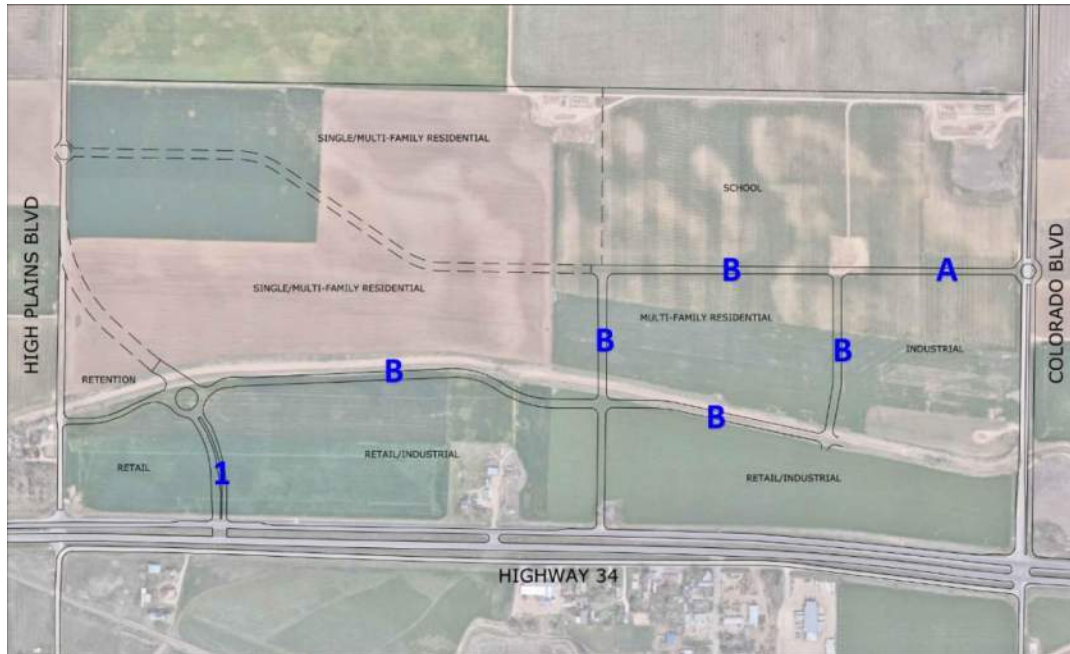 SINGLE/MULTI-FAMILY RESIDENTIAL
SCHOOL
HIGH PLAINS BLVD
COLORADO BLVD
B
A
SINGLE/MULTI-FAMILY RESIDENTIAL
MULTI-FAMILY RESIDENTIAL
B
B
INDUSTRIAL
RETENTION
B
B
RETAIL
1
RETAIL/INDUSTRIAL
RETAIL/INDUSTRIAL
HIGHWAY 34